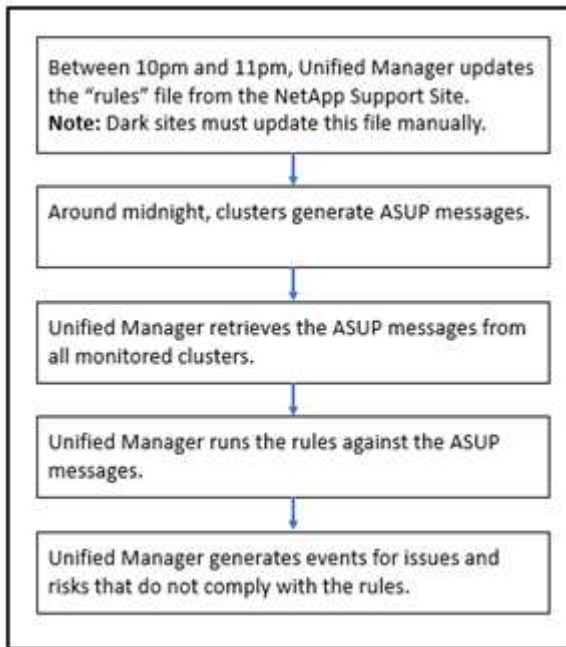 Between 10pm and 11pm, Unified Manager updates
the “rules” file from the NetApp Support Site.
Note: Dark sites must update this file manually.
Around midnight, clusters generate ASUP messages.
Unified Manager retrieves the ASUP messages from
all monitored clusters.
Unified Manager runs the rules against the ASUP
messages.
Unified Manager generates events for issues and
risks that do not comply with the rules.